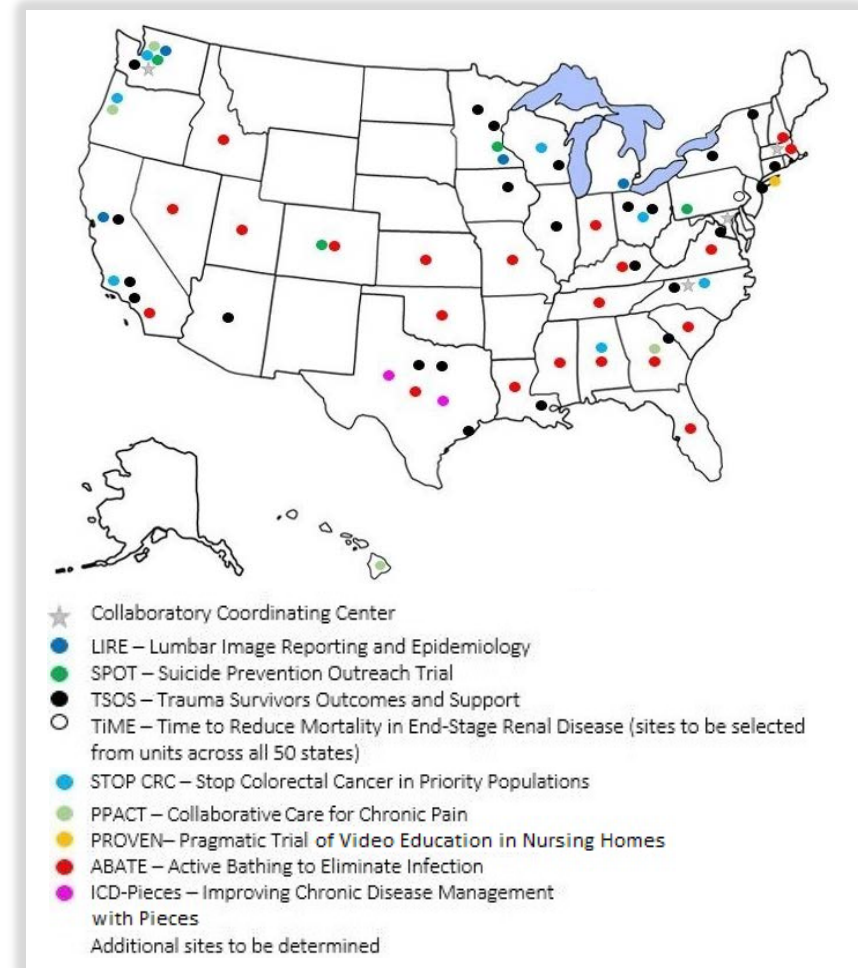 Collaboratory Coordinating Center
LIRE – Lumbar Image Reporting and Epidemiology
SPOT – Suicide Prevention Outreach Trial
TSOS – Trauma Survivors Outcomes and Support
TiME – Time to Reduce Mortality in End-Stage Renal Disease (sites to be selected
from units across all 50 states)
STOP CRC – Stop Colorectal Cancer in Priority Populations
PPACT – Collaborative Care for Chronic Pain
PROVEN– Pragmatic Trial of Video Education in Nursing Homes
ABATE – Active Bathing to Eliminate Infection
ICD-Pieces – Improving Chronic Disease Management
with Pieces
Additional sites to be determined